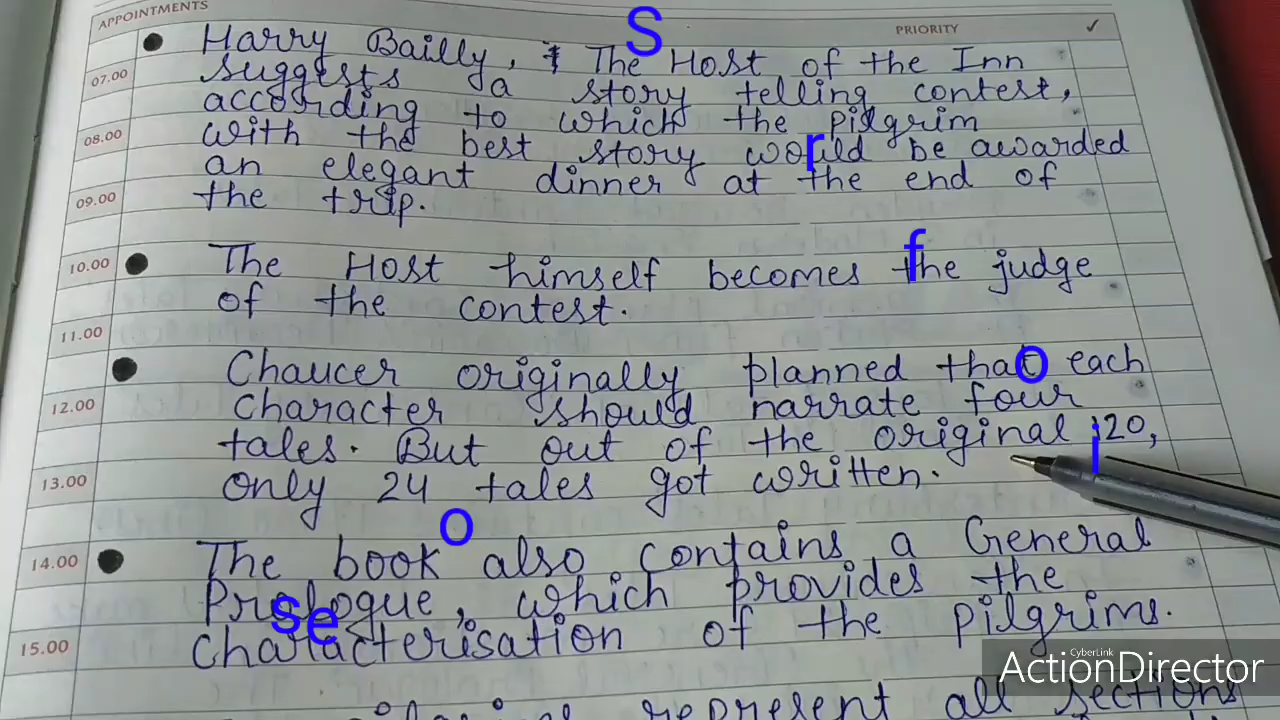 APPOINTMENTS
PRIORITY ✓
S
Harry Bailly, The Host of the Inn
07.00
suggests a story telling contest,
according to which the pilgrim
08.00
with the best story would be awarded
r
an elegant dinner at the end of
09.00
the trip.
f
10.00
The Host himself becomes the judge
of the contest.
11.00
Chaucer originally planned that each
o
12.00
character should narrate four
tales. But out of the original 120,
j
13.00
only 24 tales got written.
o
14.00
The book also contains a General
Prologue, which provides the
se
15.00
characterisation of the pilgrims.
CyberLink
ActionDirector
represent all sections